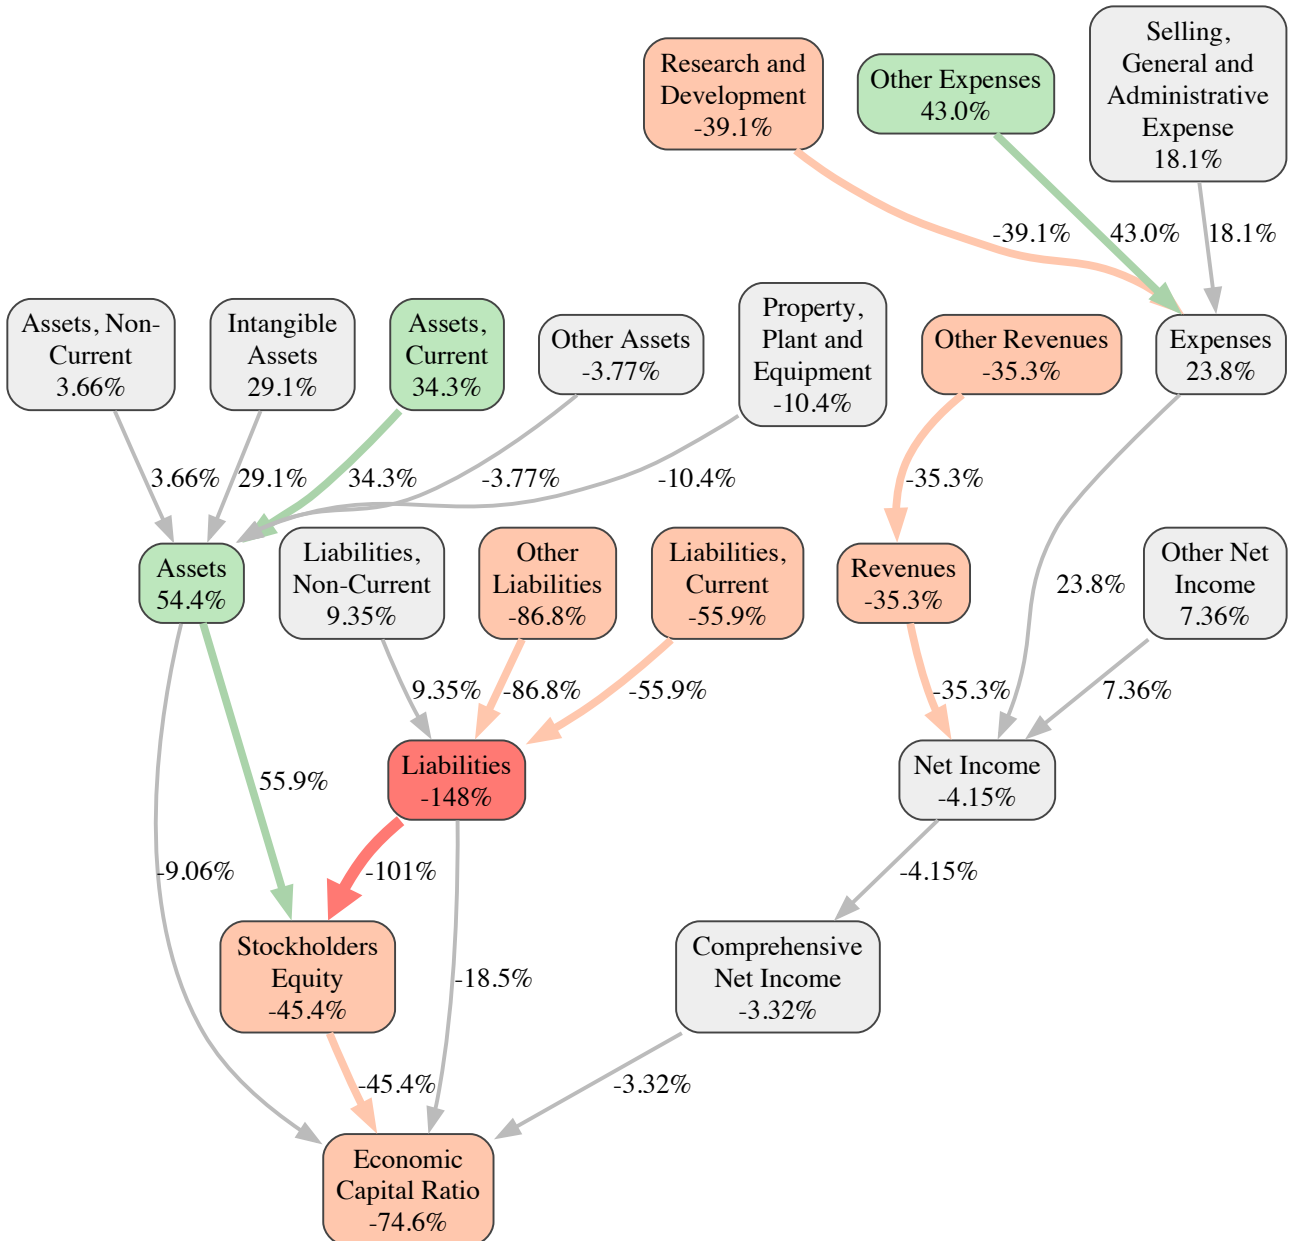 Selling,
General and
Administrative
Expense
18.1%
Research and
Development
-39.1%
Other Expenses
43.0%
-39.1%
43.0%
18.1%
Assets, Non-
Current
3.66%
Intangible
Assets
29.1%
Assets,
Current
34.3%
Other Assets
-3.77%
Property,
Plant and
Equipment
-10.4%
Other Revenues
-35.3%
Expenses
23.8%
3.66%
29.1%
34.3%
-3.77%
-10.4%
-35.3%
Assets
54.4%
Liabilities,
Non-Current
9.35%
Other
Liabilities
-86.8%
Liabilities,
Current
-55.9%
Revenues
-35.3%
23.8%
Other Net
Income
7.36%
9.35%
-86.8%
-55.9%
-35.3%
7.36%
55.9%
Liabilities
-148%
Net Income
-4.15%
-9.06%
-101%
-4.15%
Stockholders
Equity
-45.4%
-18.5%
Comprehensive
Net Income
-3.32%
-45.4%
-3.32%
Economic
Capital Ratio
-74.6%